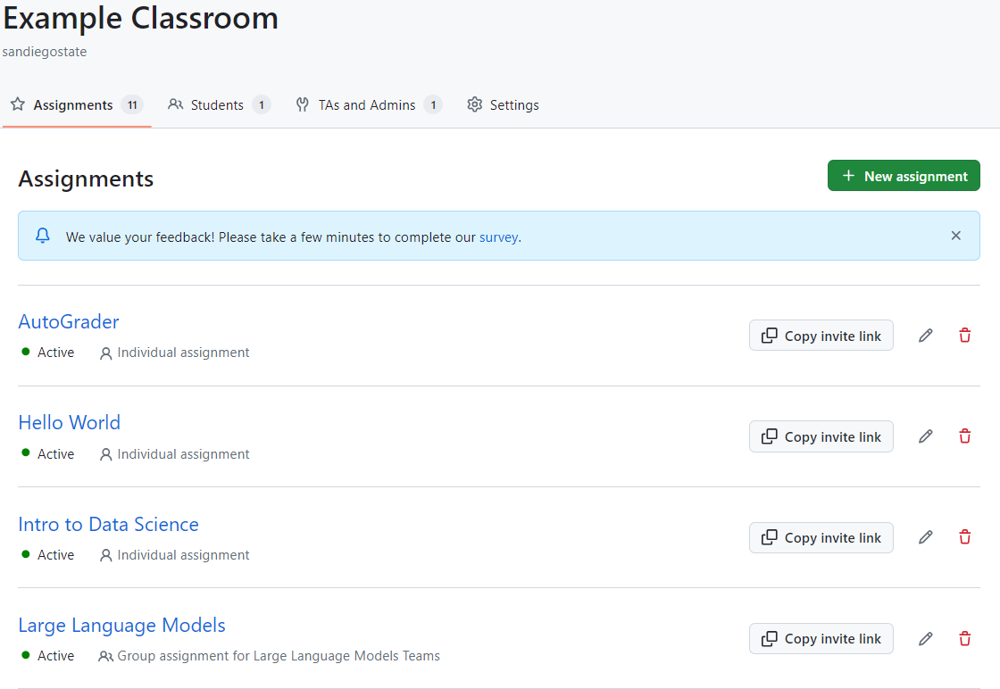 Example Classroom
sandiegostate
Assignments 11 Students 1 TAs and Admins 1 Settings
Assignments
New assignment
We value your feedback! Please take a few minutes to complete our survey.
AutoGrader
Copy invite link
Active Individual assignment
Hello World
Copy invite link
Active Individual assignment
Intro to Data Science
Copy invite link
Active Individual assignment
Large Language Models
Copy invite link
Active Group assignment for Large Language Models Teams